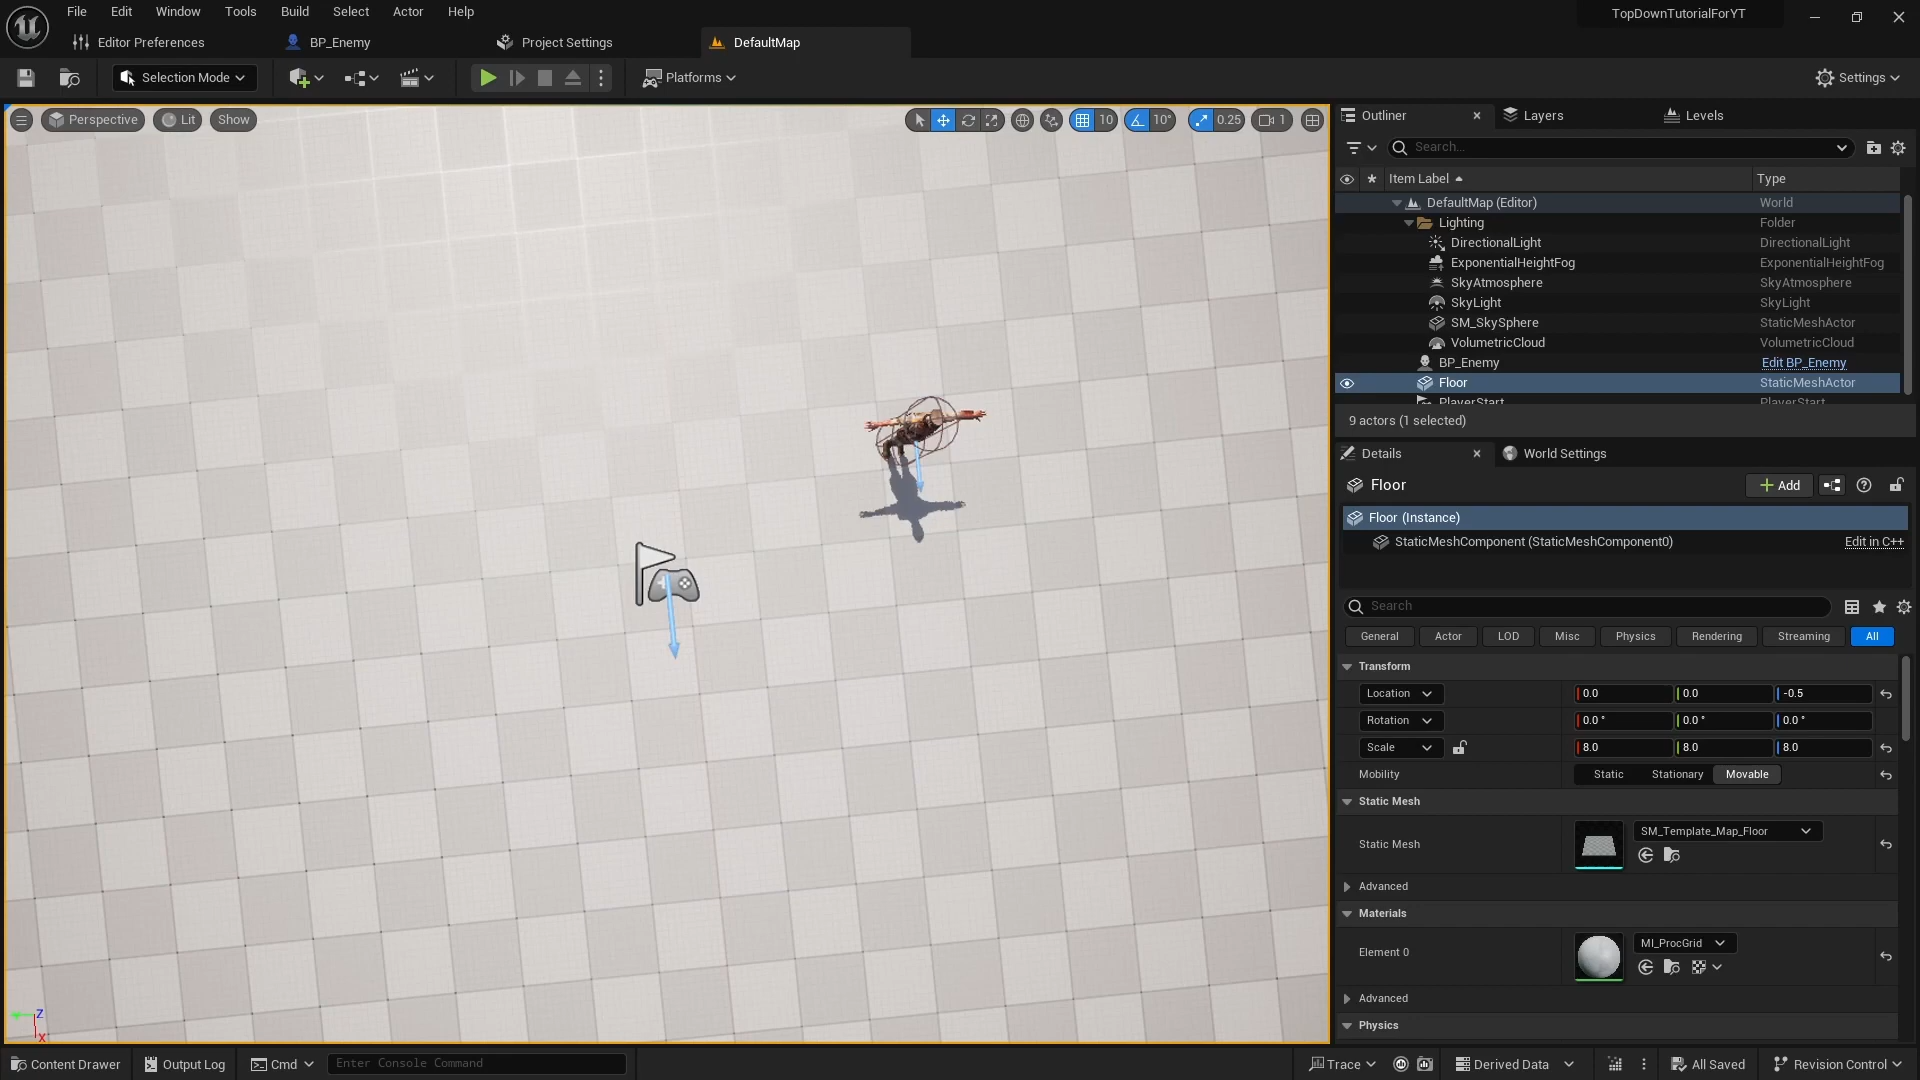 File Edit Window Tools Build Select Actor Help
TopDownTutorialForYT
Editor Preferences BP_Enemy Project Settings DefaultMap
Selection Mode Platforms Settings
Perspective Lit Show 10 10° 0.25 1
Outliner Layers Levels
Search...
Item Label Type
DefaultMap (Editor) World
Lighting Folder
DirectionalLight DirectionalLight
ExponentialHeightFog ExponentialHeightFog
SkyAtmosphere SkyAtmosphere
SkyLight SkyLight
SM_SkySphere StaticMeshActor
VolumetricCloud VolumetricCloud
BP_Enemy Edit BP_Enemy
Floor StaticMeshActor
PlayerStart PlayerStart
9 actors (1 selected)
Details World Settings
Floor Add
Floor (Instance)
StaticMeshComponent (StaticMeshComponent0) Edit in C++
Search
General Actor LOD Misc Physics Rendering Streaming All
Transform
Location 0.0 0.0 -0.5
Rotation 0.0 ° 0.0 ° 0.0 °
Scale 8.0 8.0 8.0
Mobility Static Stationary Movable
Static Mesh
Static Mesh SM_Template_Map_Floor
Advanced
Materials
Element 0 MI_ProcGrid
Advanced
Physics
Z
X
Content Drawer Output Log Cmd Enter Console Command Trace Derived Data All Saved Revision Control